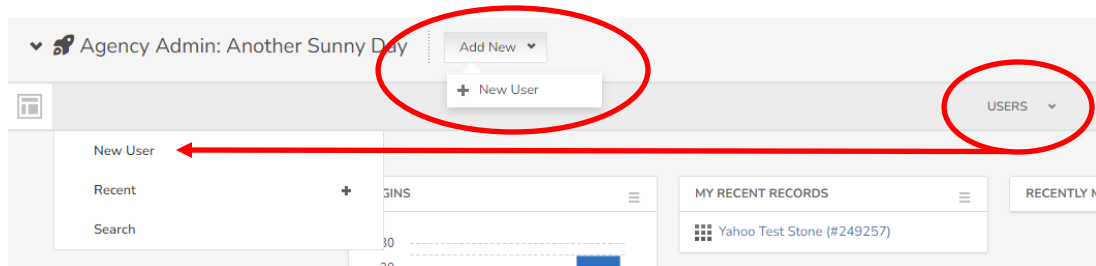 Agency Admin: Another Sunny Day
Add New
New User
USERS
New User
Recent
Search
MY RECENT RECORDS
Yahoo Test Stone (#249257)
RECENTLY